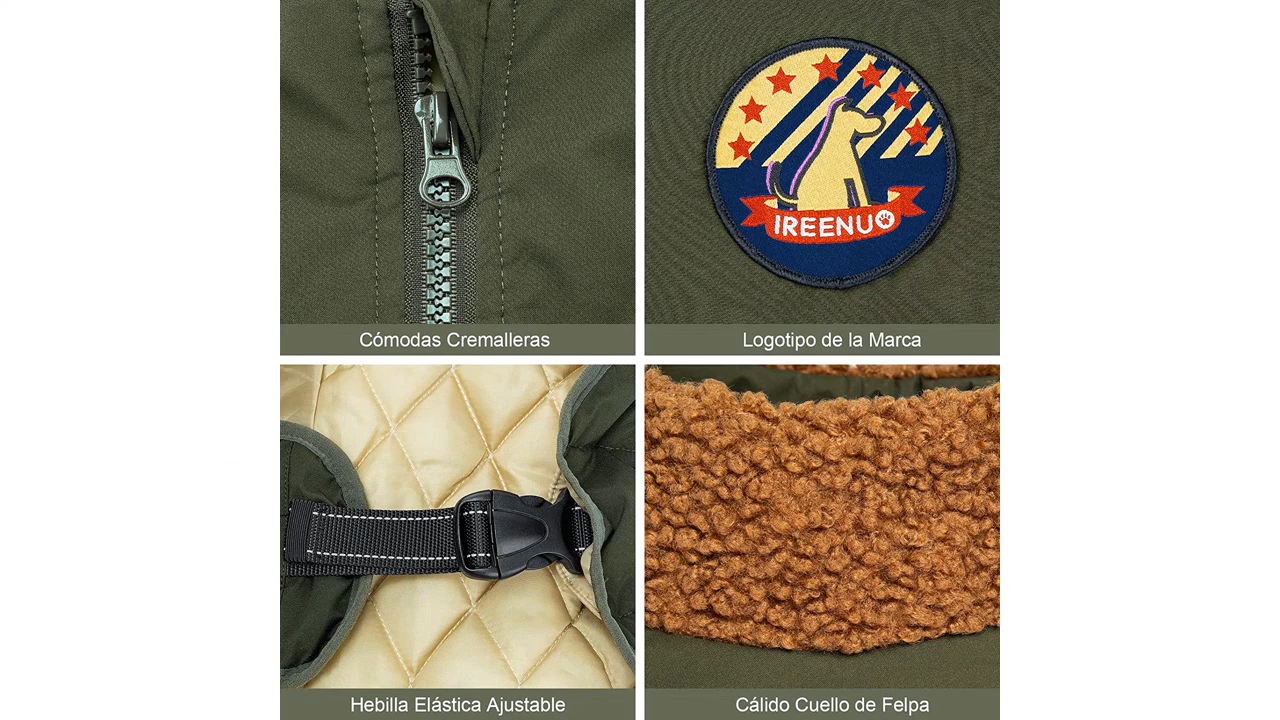 IREENUO
Cómodas Cremalleras
Logotipo de la Marca
Hebilla Elástica Ajustable
Cálido Cuello de Felpa